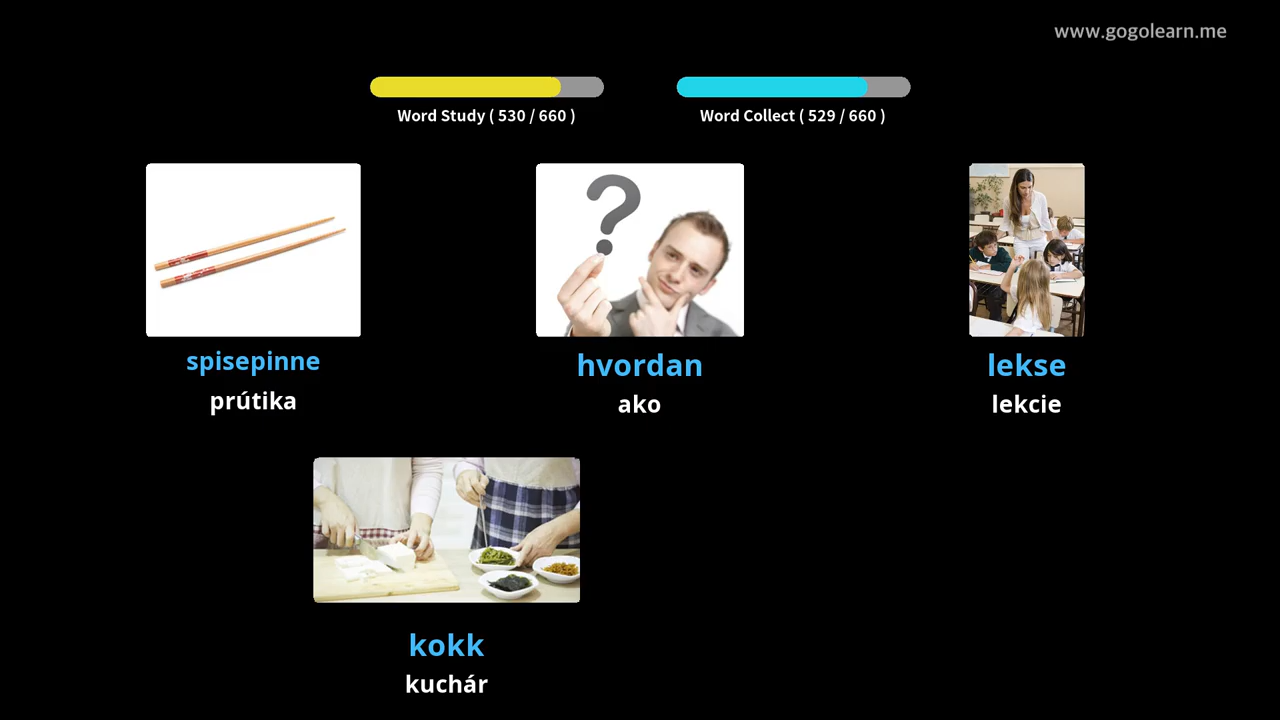 www.gogolearn.me
Word Study ( 530 / 660 )
Word Collect ( 529 / 660 )
spisepinne
prútika
hvordan
ako
lekse
lekcie
kokk
kuchár